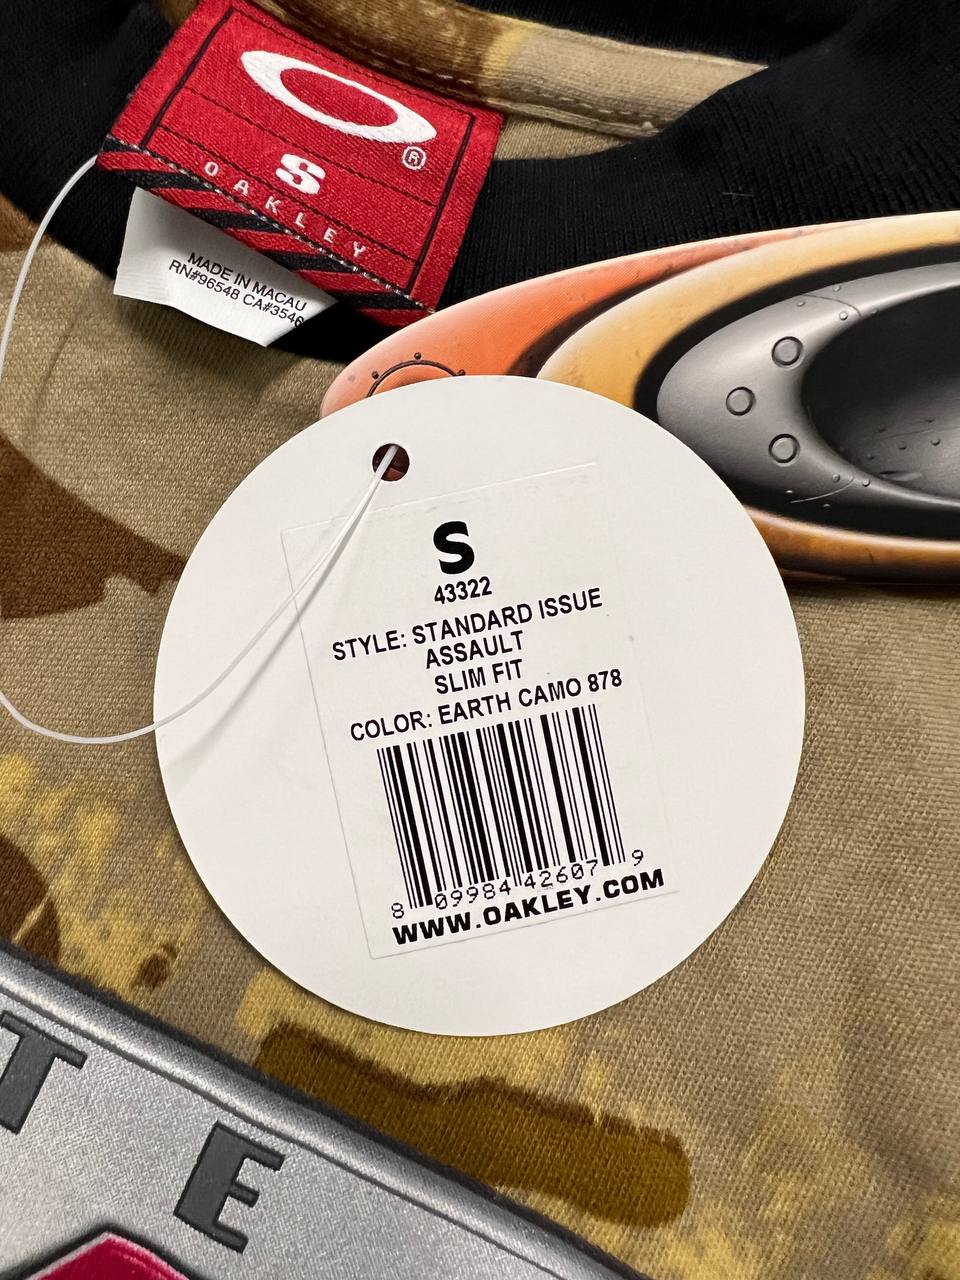 ®
S
OAKLEY
MADE IN MACAU
RN#96548 CA#3546
S
43322
STYLE: STANDARD ISSUE
ASSAULT
SLIM FIT
COLOR: EARTH CAMO 878
8 09984 42607 9
WWW.OAKLEY.COM
T E